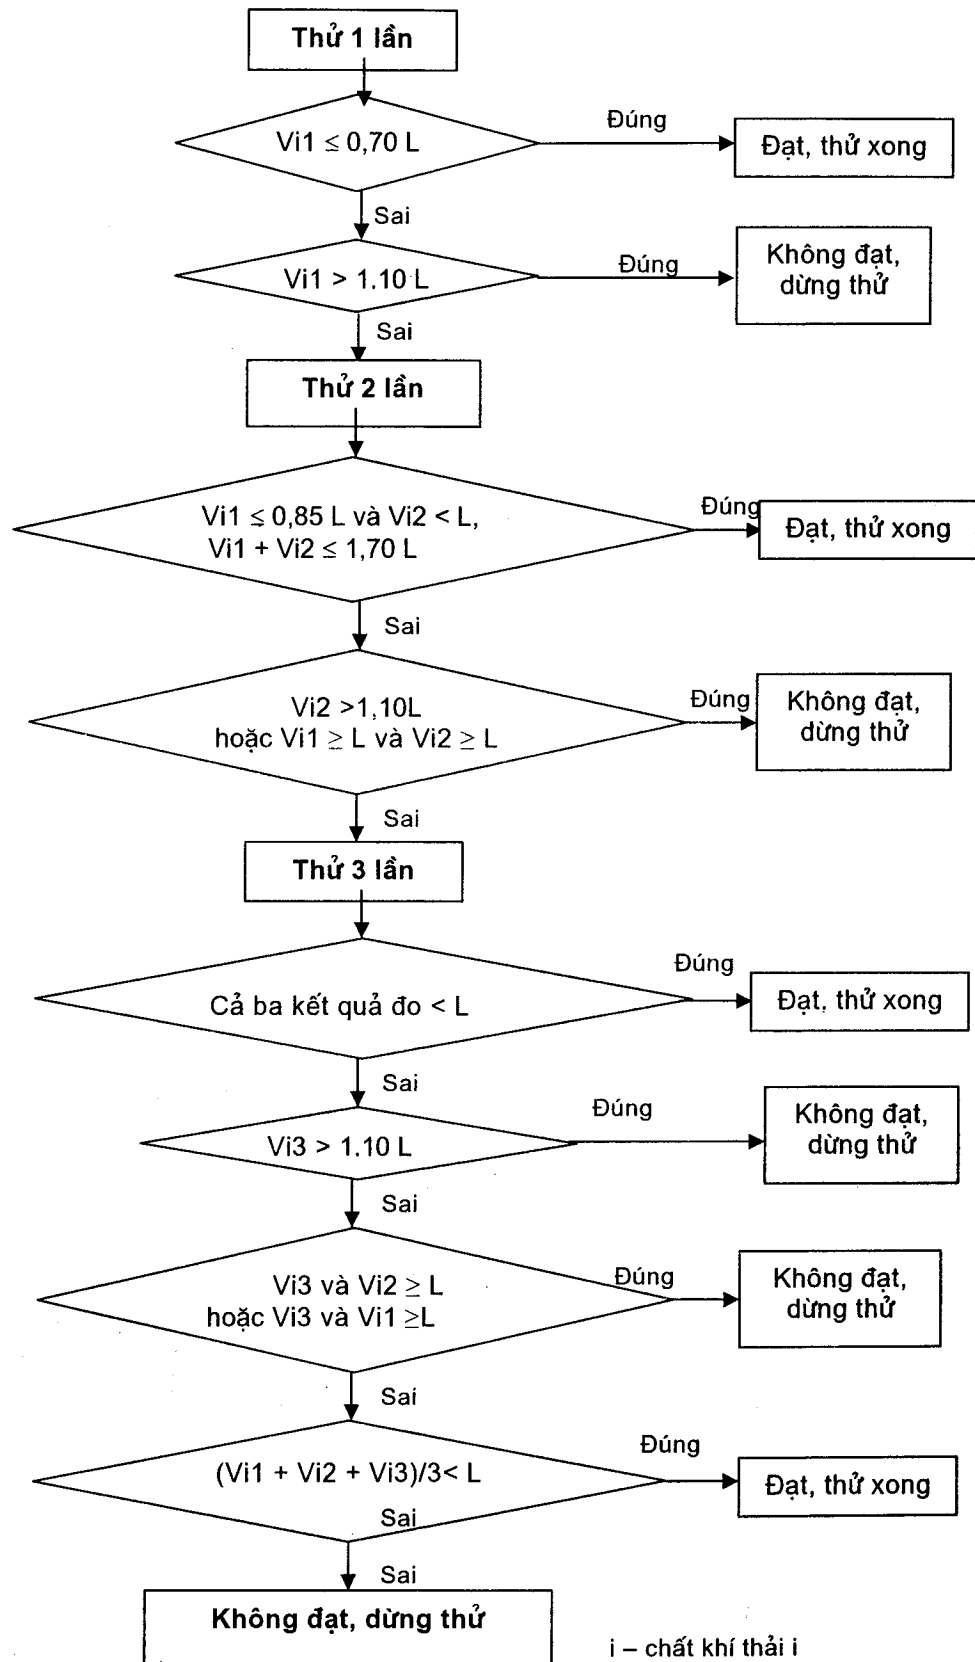 Thử 1 lần
Vi1 ≤ 0,70 L
Đúng
Đạt, thử xong
Sai
Vi1 > 1.10 L
Đúng
Không đạt,
dừng thử
Sai
Thử 2 lần
Vi1 ≤ 0,85 L và Vi2 < L,
Vi1 + Vi2 ≤ 1,70 L
Đúng
Đạt, thử xong
Sai
Vi2 >1,10L
hoặc Vi1 ≥ L và Vi2 ≥ L
Đúng
Không đạt,
dừng thử
Sai
Thử 3 lần
Cả ba kết quả đo < L
Đúng
Đạt, thử xong
Sai
Vi3 > 1.10 L
Đúng
Không đạt,
dừng thử
Sai
Vi3 và Vi2 ≥ L
hoặc Vi3 và Vi1 ≥L
Đúng
Không đạt,
dừng thử
Sai
(Vi1 + Vi2 + Vi3)/3< L
Sai
Đúng
Đạt, thử xong
Sai
Không đạt, dừng thử
i – chất khí thải i